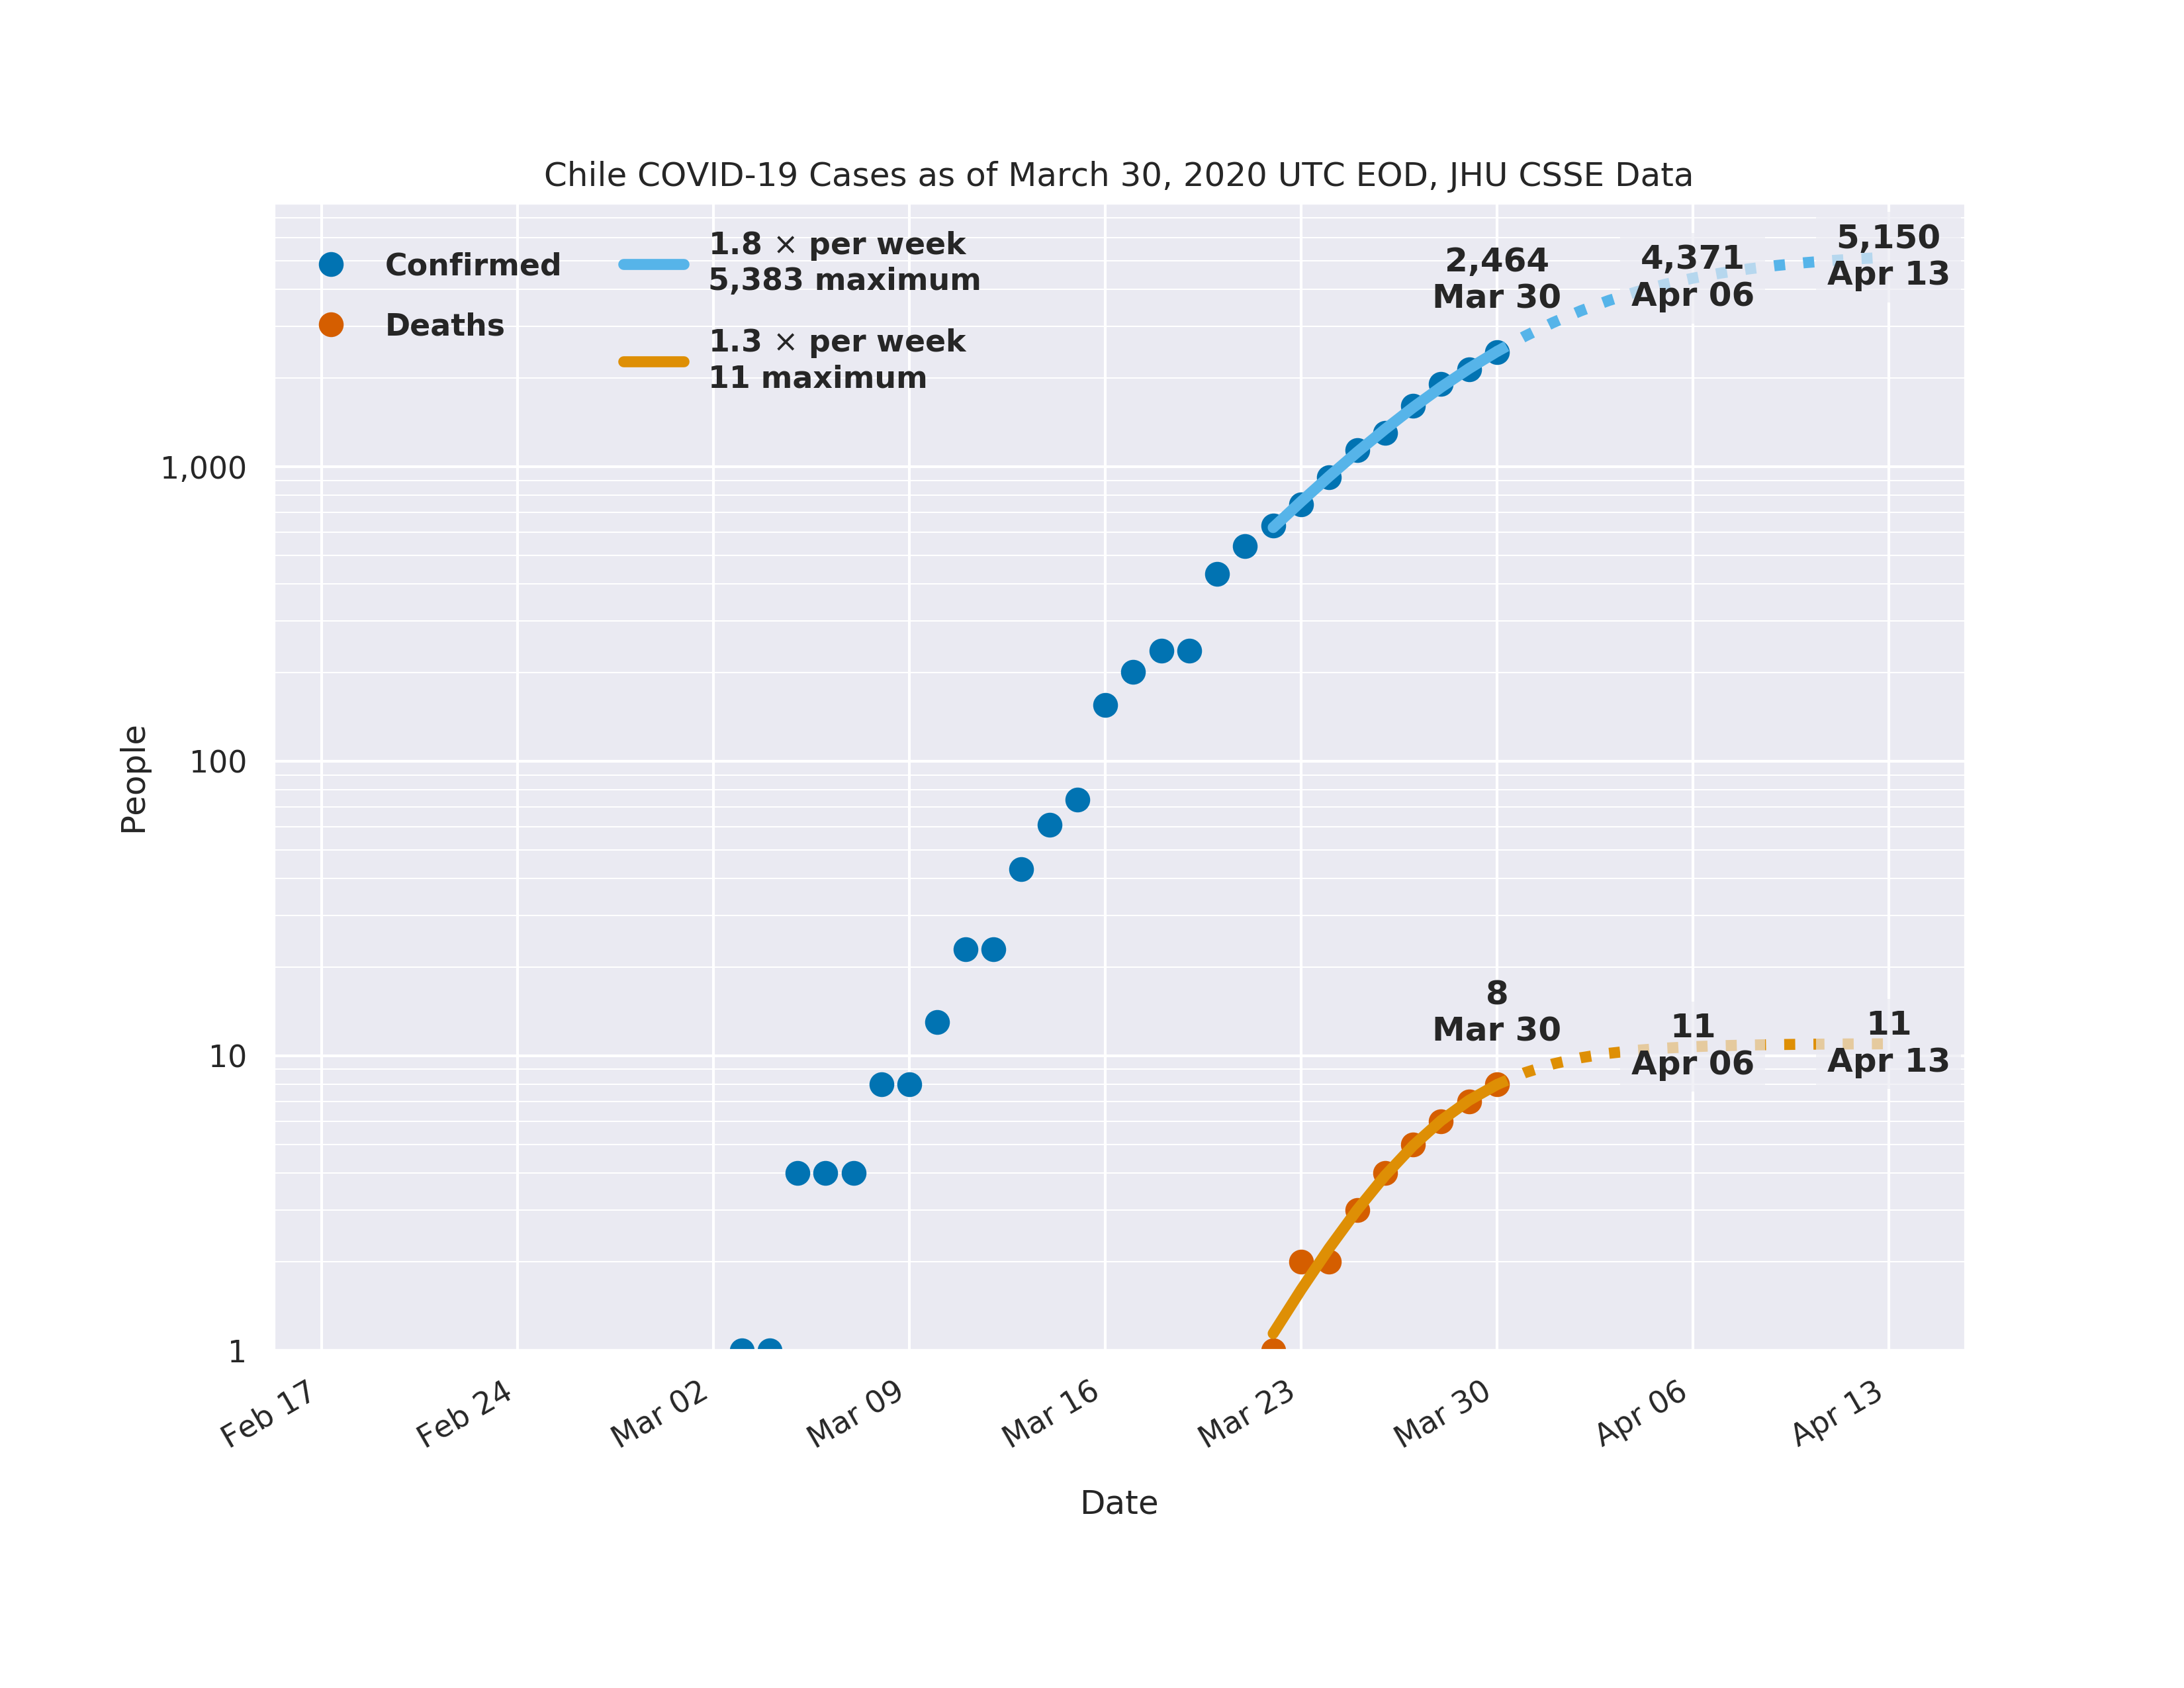 Chile COVID-19 Cases as of March 30, 2020 UTC EOD, JHU CSSE Data
Confirmed
Deaths
1.8 × per week
5,383 maximum
1.3 × per week
11 maximum
2,464
Mar 30
4,371
Apr 06
5,150
Apr 13
8
Mar 30
11
Apr 06
11
Apr 13
People
1,000
100
10
1
Feb 17
Feb 24
Mar 02
Mar 09
Mar 16
Mar 23
Mar 30
Apr 06
Apr 13
Date